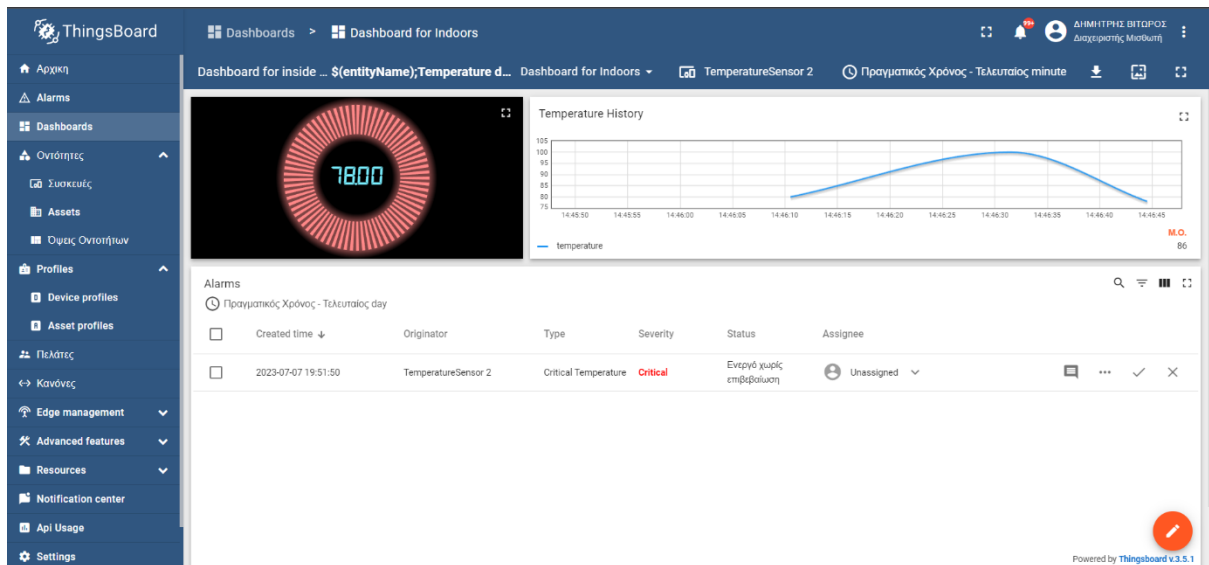 ThingsBoard
Dashboards > Dashboard for Indoors
99+
ΔΗΜΗΤΡΗΣ ΒΙΤΩΡΟΣ
Διαχειριστής Μισθωτή
Dashboard for inside ... $(entityName);Temperature d... Dashboard for Indoors
TemperatureSensor 2
Πραγματικός Χρόνος - Τελευταίος minute
Αρχικη
Alarms
Dashboards
Οντότητες
Συσκευές
Assets
Όψεις Οντοτήτων
Profiles
Device profiles
Asset profiles
Πελάτες
Κανόνες
Edge management
Advanced features
Resources
Notification center
Api Usage
Settings
78.00
Temperature History
105
100
95
90
85
80
75
14:45:50 14:45:55 14:46:00 14:46:05 14:46:10 14:46:15 14:46:20 14:46:25 14:46:30 14:46:35 14:46:40 14:46:45
Μ.Ο.
temperature 86
Alarms
Πραγματικός Χρόνος - Τελευταίος day
Created time Originator Type Severity Status Assignee
2023-07-07 19:51:50 TemperatureSensor 2 Critical Temperature Critical Ενεργό χωρίς επιβεβαίωση Unassigned
Powered by Thingsboard v.3.5.1